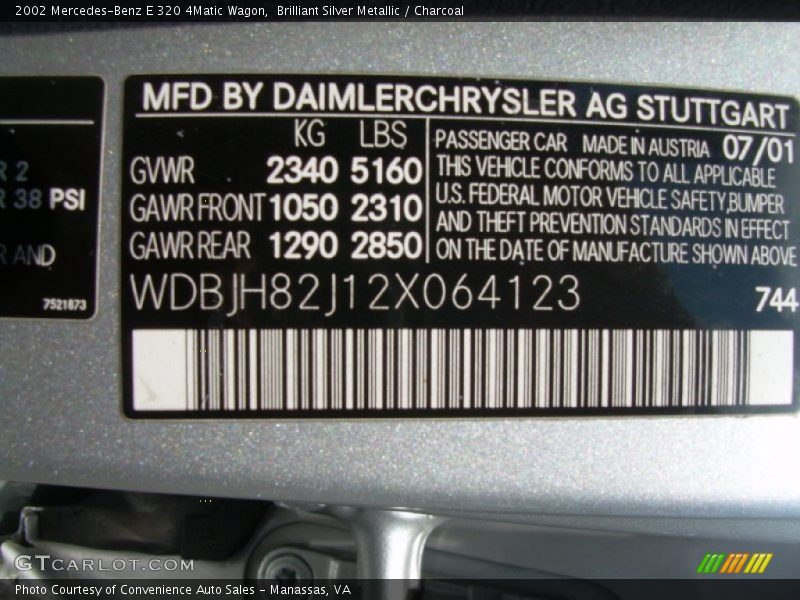 2002 Mercedes-Benz E 320 4Matic Wagon,  Brilliant Silver Metallic / Charcoal
MFD BY DAIMLERCHRYSLER AG STUTTGART
KG LBS
GVWR 2340 5160
GAWR FRONT 1050 2310
GAWR REAR 1290 2850
PASSENGER CAR MADE IN AUSTRIA 07/01
THIS VEHICLE CONFORMS TO ALL APPLICABLE
U.S. FEDERAL MOTOR VEHICLE SAFETY,BUMPER
AND THEFT PREVENTION STANDARDS IN EFFECT
ON THE DATE OF MANUFACTURE SHOWN ABOVE
WDBJH82J12X064123
744
R 2
R 38 PSI
R AND
7521873
GTCARLOT.COM
Photo Courtesy of Convenience Auto Sales - Manassas, VA